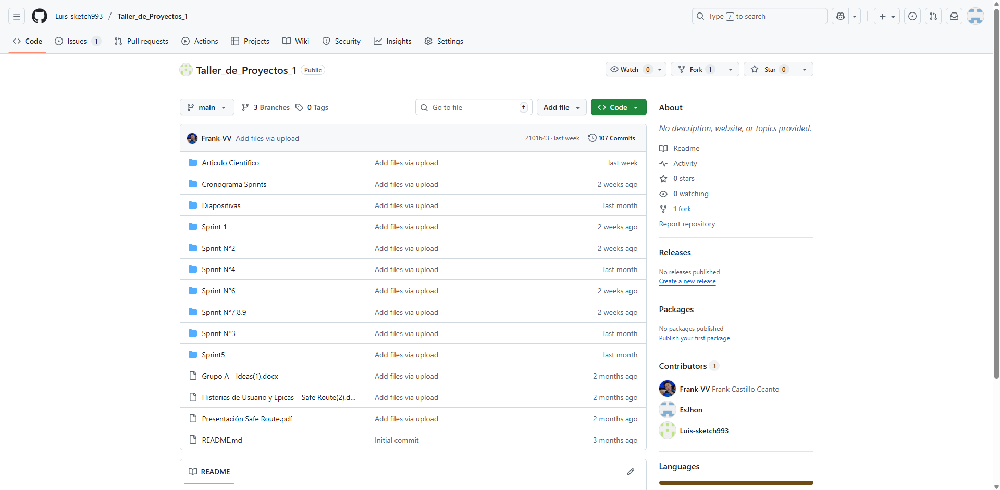 Luis-sketch993 / Taller_de_Proyectos_1
Type / to search
Code
Issues 1
Pull requests
Actions
Projects
Wiki
Security
Insights
Settings
Taller_de_Proyectos_1 Public
Watch 0
Fork 1
Star 0
main
3 Branches
0 Tags
Go to file t
Add file
Code
Frank-VV Add files via upload 2101b43 · last week 107 Commits
Articulo Cientifico Add files via upload last week
Cronograma Sprints Add files via upload 2 weeks ago
Diapositivas Add files via upload last month
Sprint 1 Add files via upload 2 weeks ago
Sprint N°2 Add files via upload 2 weeks ago
Sprint N°4 Add files via upload last month
Sprint N°6 Add files via upload 2 weeks ago
Sprint N°7,8,9 Add files via upload 2 weeks ago
Sprint Nº3 Add files via upload last month
Sprint5 Add files via upload last month
Grupo A - Ideas(1).docx Add files via upload 2 months ago
Historias de Usuario y Epicas – Safe Route(2).d... Add files via upload 2 months ago
Presentación Safe Route.pdf Add files via upload 2 months ago
README.md Initial commit 3 months ago
README
About
No description, website, or topics provided.
Readme
Activity
0 stars
0 watching
1 fork
Report repository
Releases
No releases published
Create a new release
Packages
No packages published
Publish your first package
Contributors 3
Frank-VV Frank Castillo Ccanto
EsJhon
Luis-sketch993
Languages